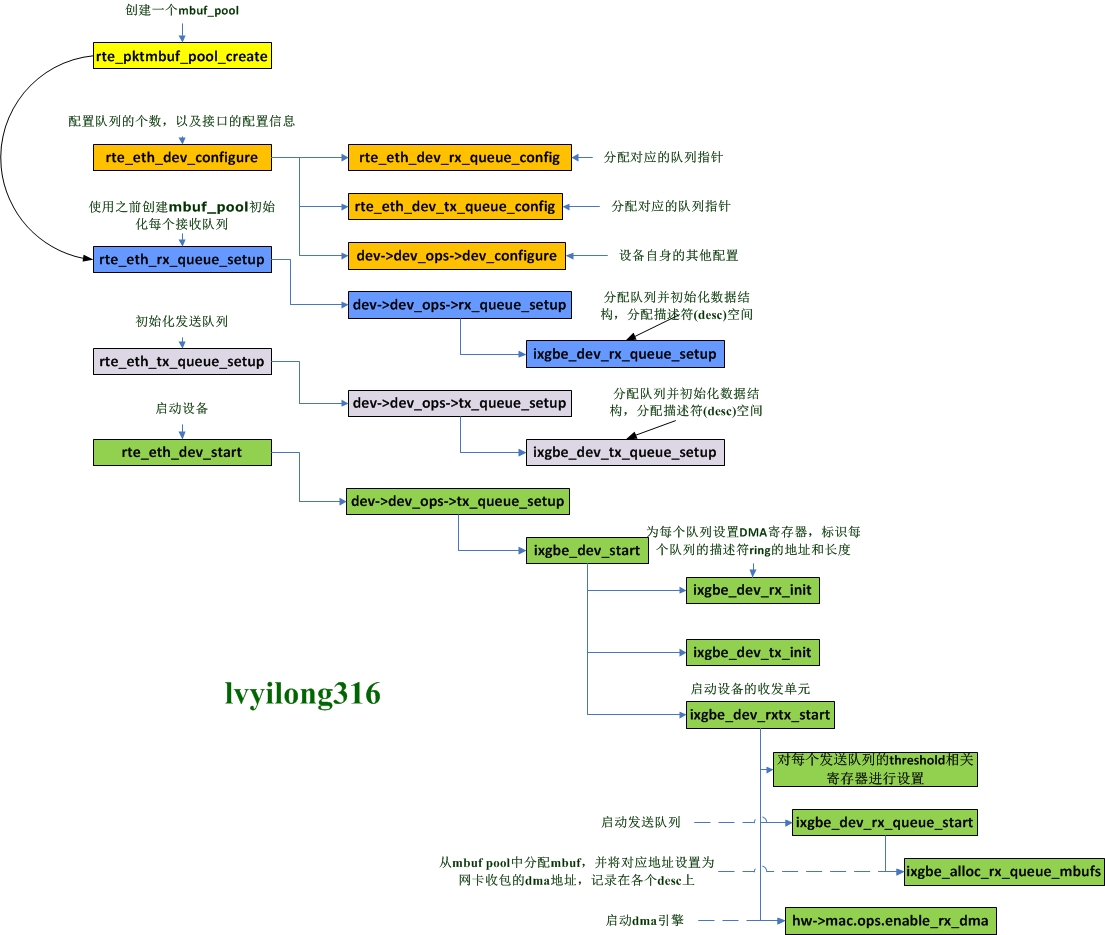 创建一个mbuf_pool
rte_pktmbuf_pool_create
配置队列的个数，以及接口的配置信息
rte_eth_dev_configure
rte_eth_dev_rx_queue_config
分配对应的队列指针
rte_eth_dev_tx_queue_config
分配对应的队列指针
使用之前创建mbuf_pool初始
化每个接收队列
rte_eth_rx_queue_setup
dev->dev_ops->dev_configure
设备自身的其他配置
dev->dev_ops->rx_queue_setup
分配队列并初始化数据结
构，分配描述符(desc)空间
初始化发送队列
rte_eth_tx_queue_setup
ixgbe_dev_rx_queue_setup
dev->dev_ops->tx_queue_setup
分配队列并初始化数据结
构，分配描述符(desc)空间
启动设备
rte_eth_dev_start
ixgbe_dev_tx_queue_setup
dev->dev_ops->tx_queue_setup
ixgbe_dev_start
为每个队列设置DMA寄存器，标识每
个队列的描述符ring的地址和长度
ixgbe_dev_rx_init
ixgbe_dev_tx_init
lvyilong316
启动设备的收发单元
ixgbe_dev_rxtx_start
对每个发送队列的threshold相关
寄存器进行设置
启动发送队列
ixgbe_dev_rx_queue_start
从mbuf pool中分配mbuf，并将对应地址设置为
网卡收包的dma地址，记录在各个desc上
ixgbe_alloc_rx_queue_mbufs
启动dma引擎
hw->mac.ops.enable_rx_dma